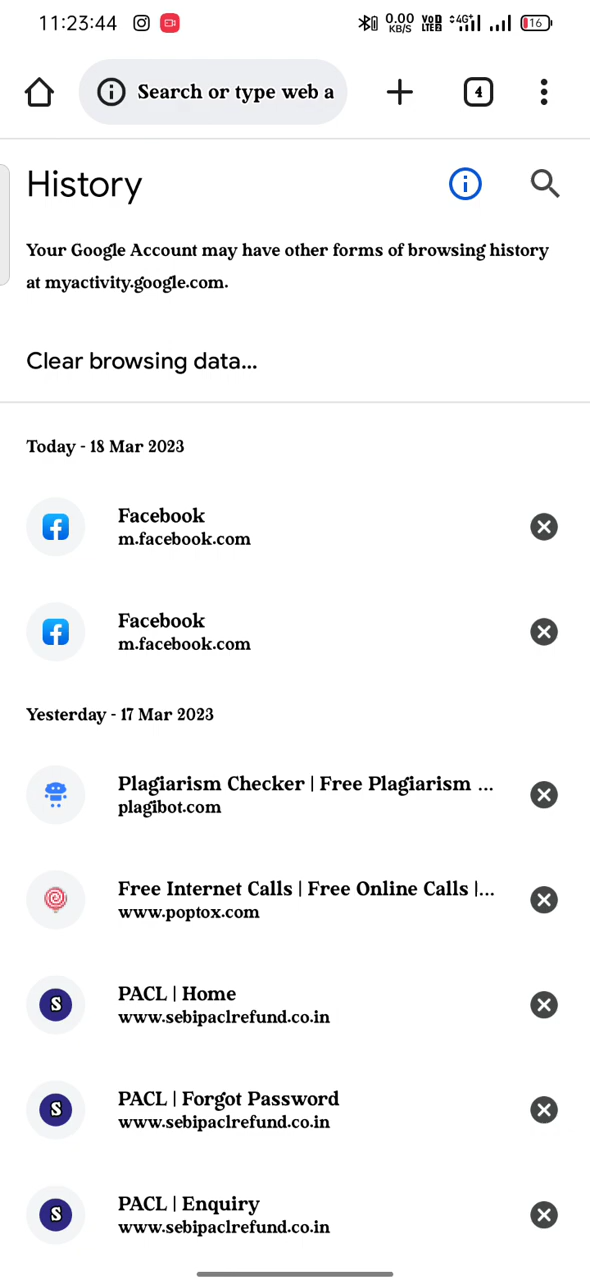 11:23:44
0.00 KB/S VoD LTE2 4G+ 16
Search or type web a
4
History
Your Google Account may have other forms of browsing history
at myactivity.google.com.
Clear browsing data...
Today - 18 Mar 2023
Facebook
m.facebook.com
Facebook
m.facebook.com
Yesterday - 17 Mar 2023
Plagiarism Checker | Free Plagiarism ...
plagibot.com
Free Internet Calls | Free Online Calls |...
www.poptox.com
PACL | Home
www.sebipaclrefund.co.in
PACL | Forgot Password
www.sebipaclrefund.co.in
PACL | Enquiry
www.sebipaclrefund.co.in